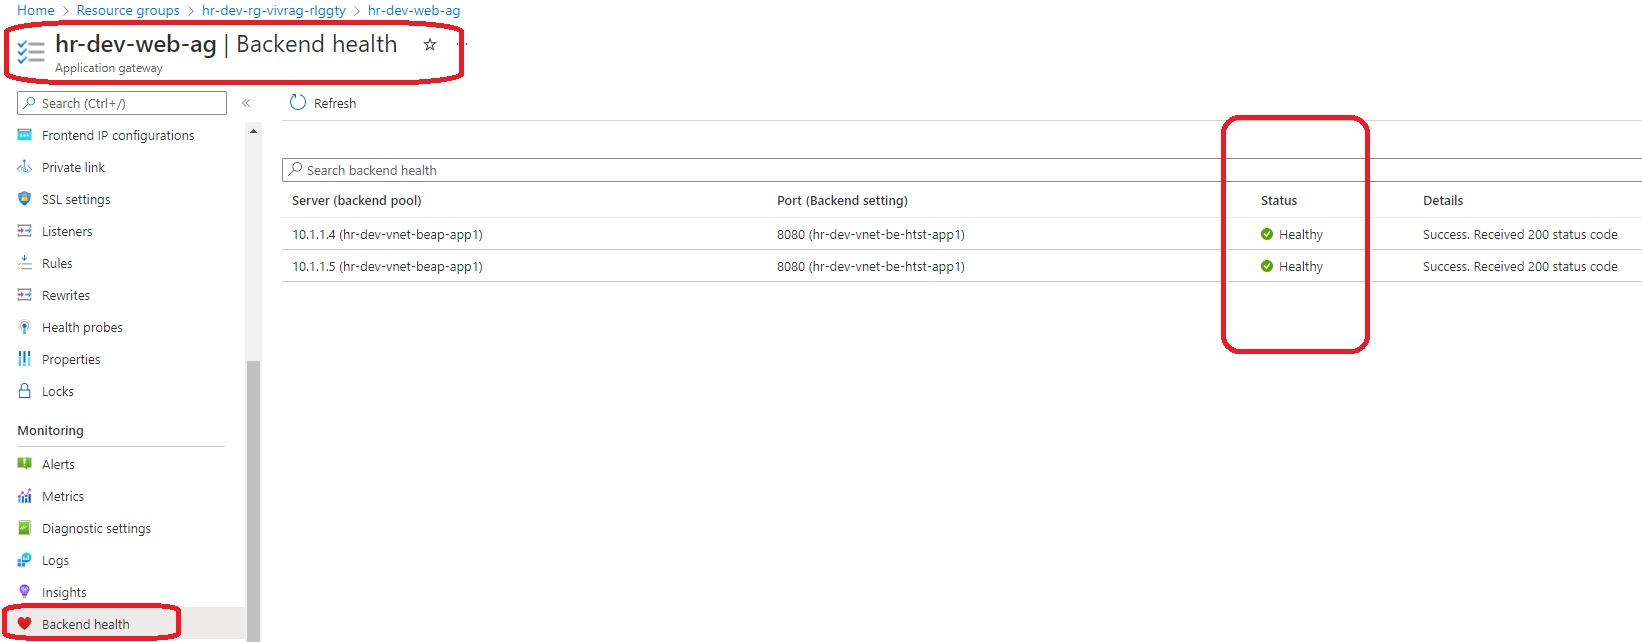 Home > Resource groups > hr-dev-rg-vivrag-rlggty > hr-dev-web-ag
hr-dev-web-ag | Backend health
Application gateway
Search (Ctrl+/)
«
Refresh
Frontend IP configurations
Private link
SSL settings
Listeners
Rules
Rewrites
Health probes
Properties
Locks
Monitoring
Alerts
Metrics
Diagnostic settings
Logs
Insights
Backend health
Search backend health
Server (backend pool) Port (Backend setting) Status Details
10.1.1.4 (hr-dev-vnet-beap-app1) 8080 (hr-dev-vnet-be-htst-app1) Healthy Success. Received 200 status code
10.1.1.5 (hr-dev-vnet-beap-app1) 8080 (hr-dev-vnet-be-htst-app1) Healthy Success. Received 200 status code